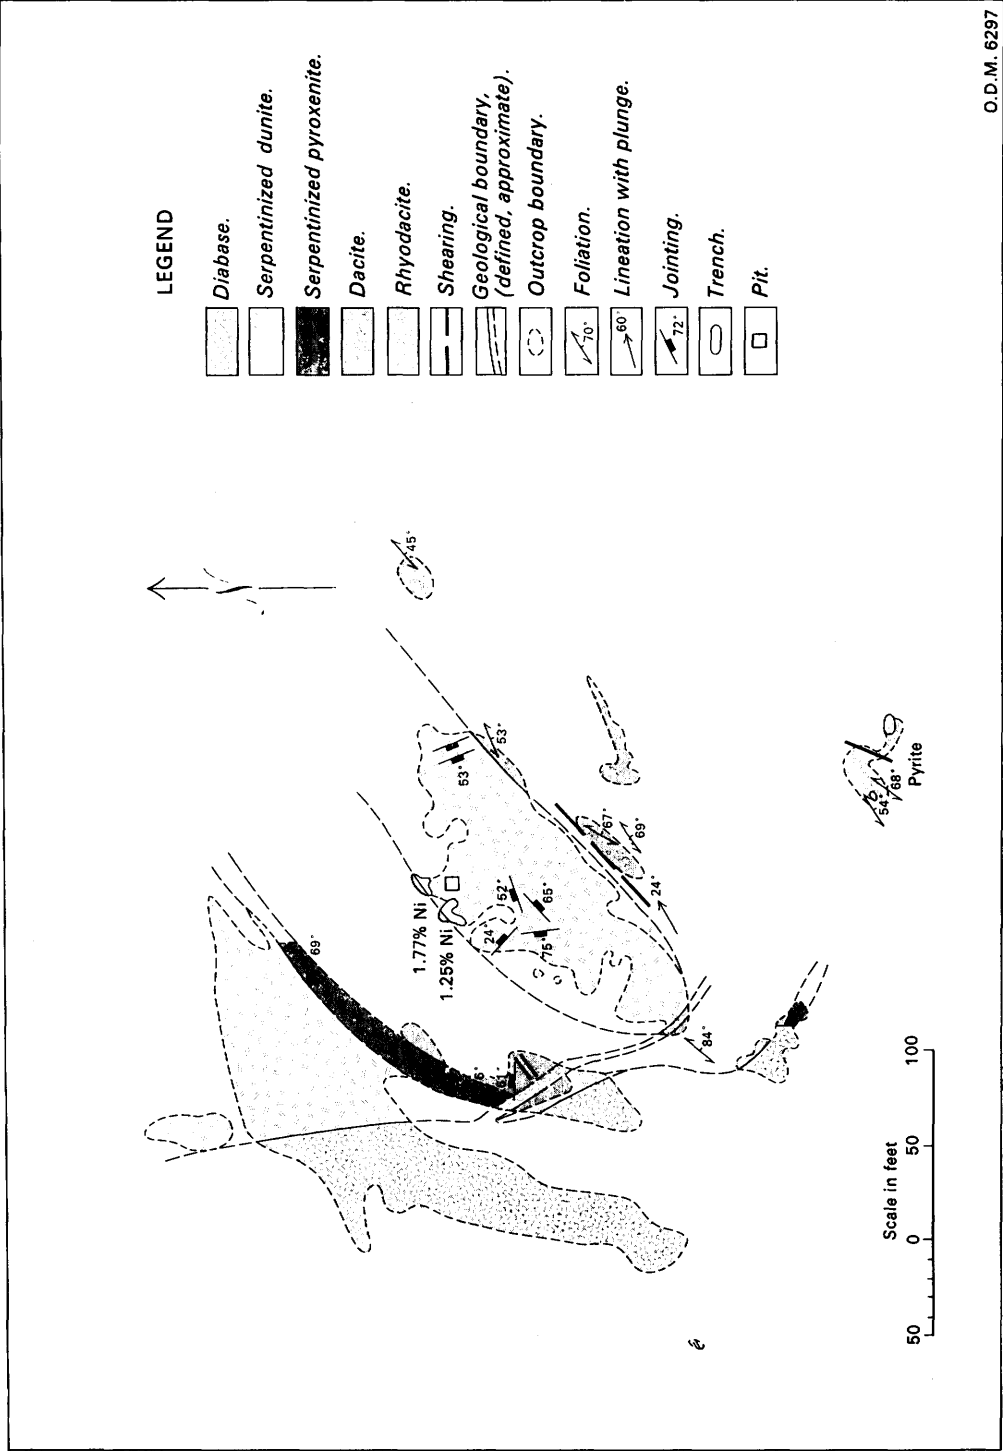 LEGEND
Diabase.
Serpentinized dunite.
Serpentinized pyroxenite.
Dacite.
Rhyodacite.
Shearing.
Geological boundary,
(defined, approximate).
Outcrop boundary.
70°
Foliation.
60°
Lineation with plunge.
72°
Jointing.
Trench.
Pit.
45°
53°
53°
69°
1.77% Ni
1.25% Ni
52°
24°
65°
75°
67°
69°
24°
84°
54°
68°
Pyrite
Scale in feet
50 0 50 100
O.D.M. 6297